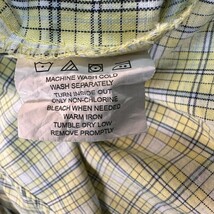 MACHINE WASH COLD
WASH SEPARATELY
TURN INSIDE OUT
ONLY NON-CHLORINE
BLEACH WHEN NEEDED
WARM IRON
TUMBLE DRY LOW
REMOVE PROMPTLY